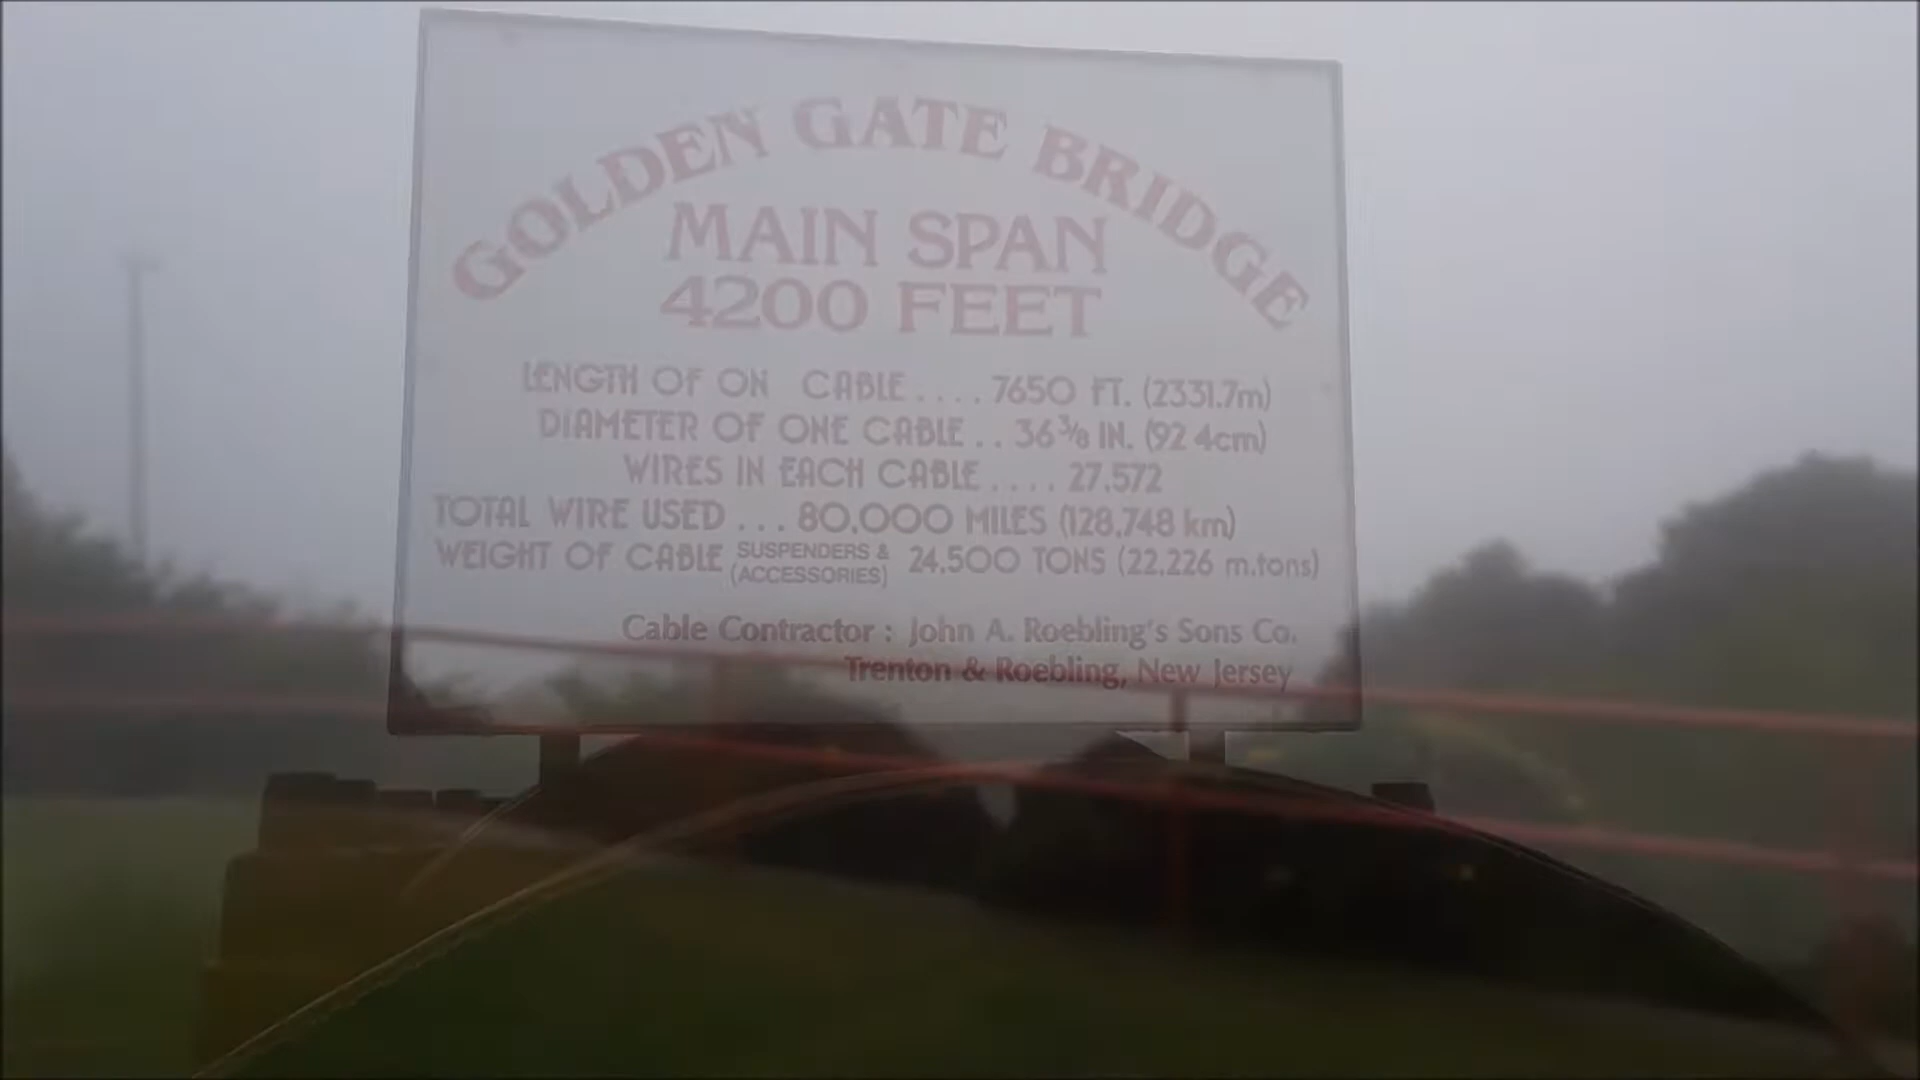 GOLDEN GATE BRIDGE
MAIN SPAN
4200 FEET
LENGTH OF ON CABLE .... 7650 FT. (2331.7m)
DIAMETER OF ONE CABLE .. 36 3/8 IN. (92 4cm)
WIRES IN EACH CABLE .... 27,572
TOTAL WIRE USED ... 80,000 MILES (128,748 km)
WEIGHT OF CABLE SUSPENDERS & (ACCESSORIES) 24,500 TONS (22,226 m.tons)
Cable Contractor : John A. Roebling's Sons Co.
Trenton & Roebling, New Jersey